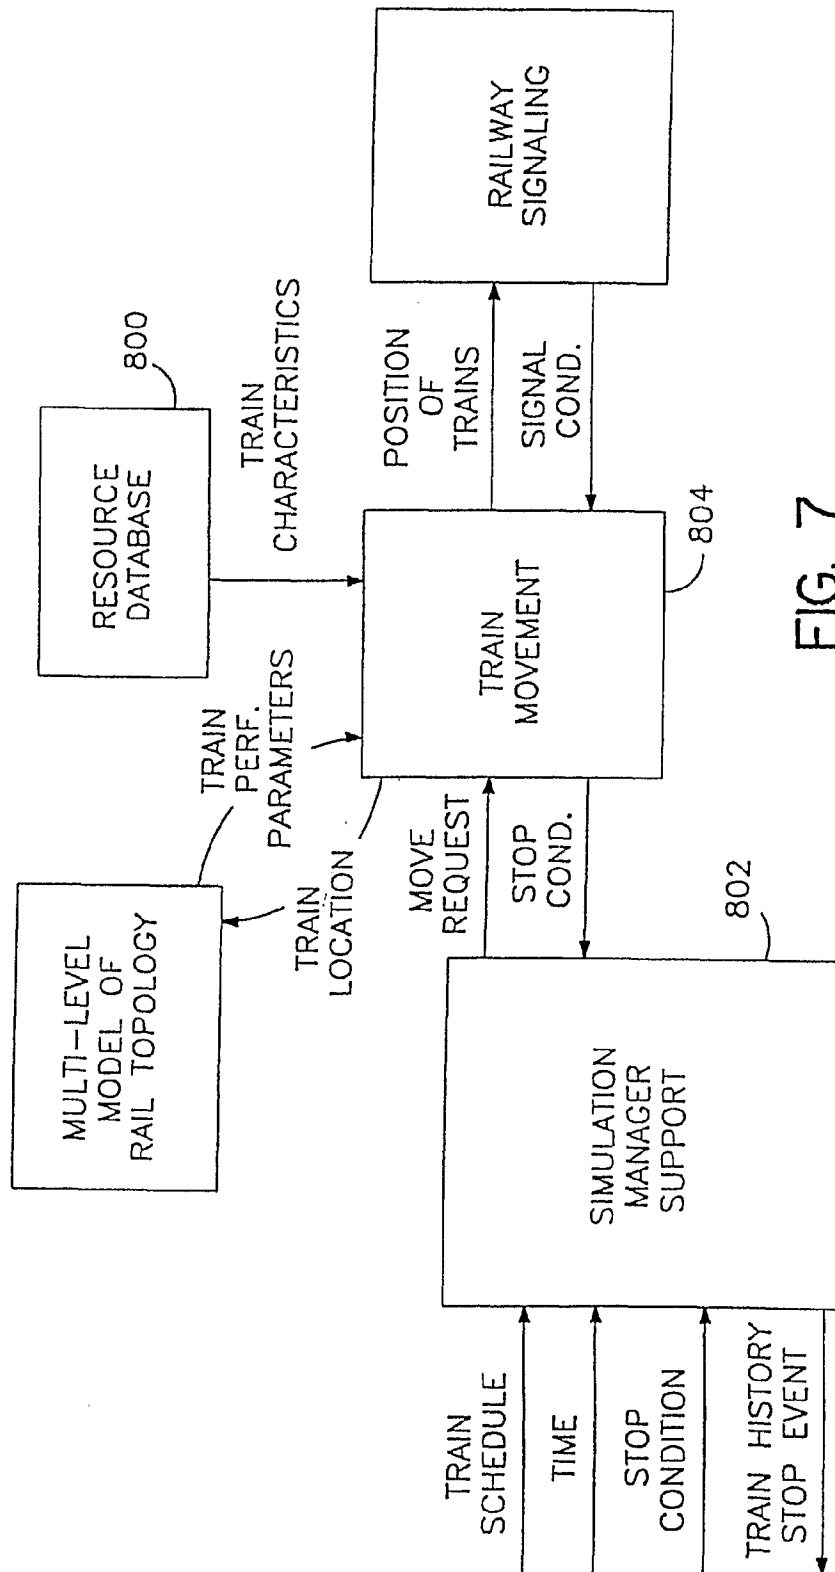 MULTI-LEVEL
MODEL OF
RAIL TOPOLOGY
RESOURCE
DATABASE
800
TRAIN
PERF.
PARAMETERS
TRAIN
CHARACTERISTICS
TRAIN
LOCATION
MOVE
REQUEST
STOP
COND.
TRAIN
MOVEMENT
804
POSITION
OF
TRAINS
SIGNAL
COND.
RAILWAY
SIGNALING
TRAIN
SCHEDULE
TIME
STOP
CONDITION
TRAIN HISTORY
STOP EVENT
SIMULATION
MANAGER
SUPPORT
802
FIG. 7